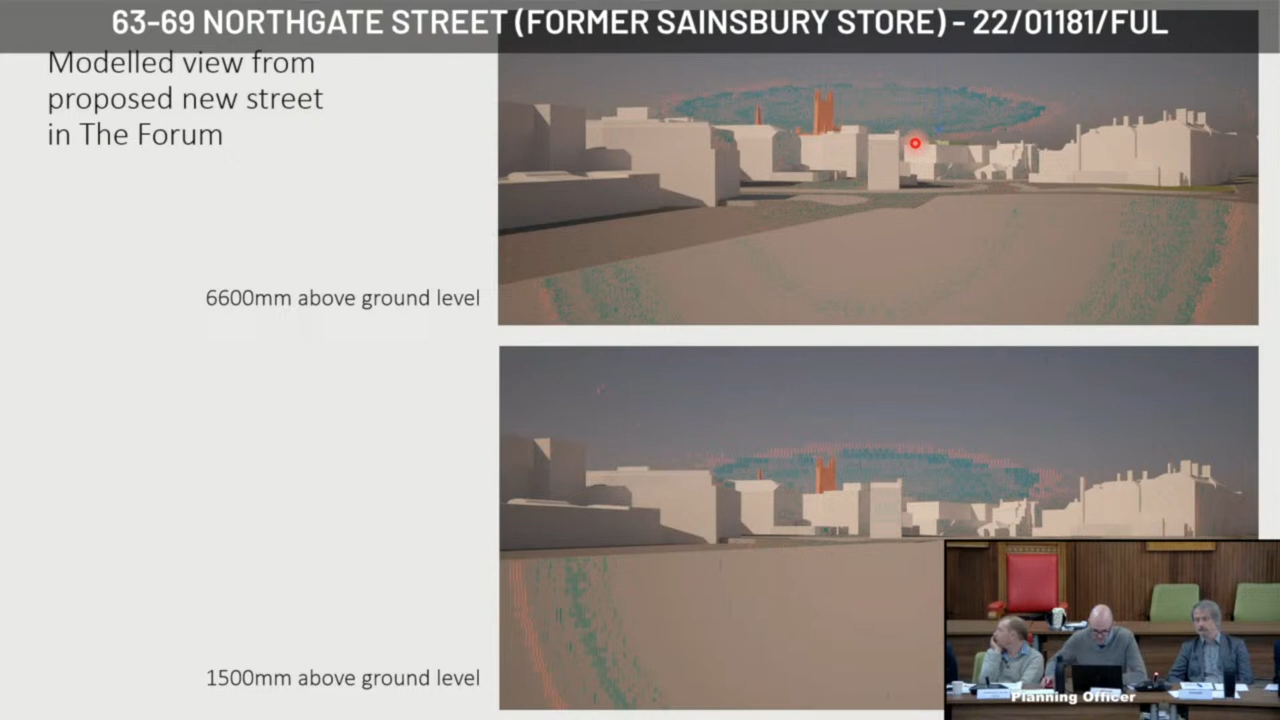 63-69 NORTHGATE STREET (FORMER SAINSBURY STORE) - 22/01181/FUL
Modelled view from
proposed new street
in The Forum
6600mm above ground level
1500mm above ground level
Planning Officer